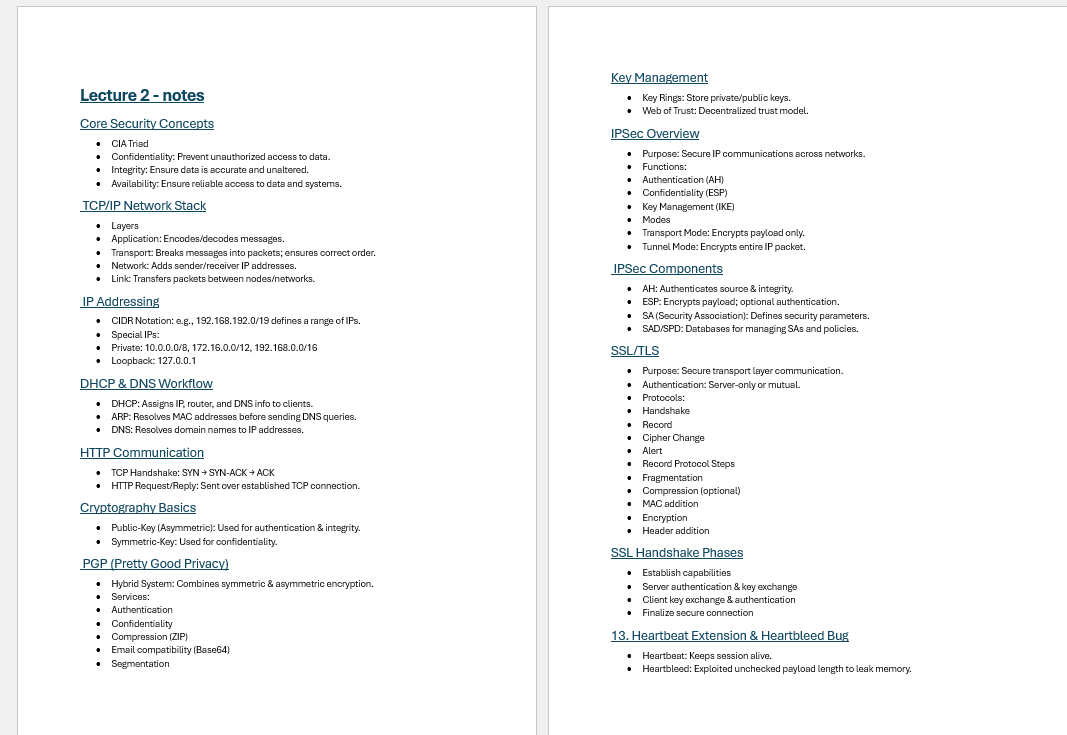 Lecture 2 - notes
Core Security Concepts
• CIA Triad
• Confidentiality: Prevent unauthorized access to data.
• Integrity: Ensure data is accurate and unaltered.
• Availability: Ensure reliable access to data and systems.
TCP/IP Network Stack
• Layers
• Application: Encodes/decodes messages.
• Transport: Breaks messages into packets; ensures correct order.
• Network: Adds sender/receiver IP addresses.
• Link: Transfers packets between nodes/networks.
IP Addressing
• CIDR Notation: e.g., 192.168.192.0/19 defines a range of IPs.
• Special IPs:
• Private: 10.0.0.0/8, 172.16.0.0/12, 192.168.0.0/16
• Loopback: 127.0.0.1
DHCP & DNS Workflow
• DHCP: Assigns IP, router, and DNS info to clients.
• ARP: Resolves MAC addresses before sending DNS queries.
• DNS: Resolves domain names to IP addresses.
HTTP Communication
• TCP Handshake: SYN → SYN-ACK → ACK
• HTTP Request/Reply: Sent over established TCP connection.
Cryptography Basics
• Public-Key (Asymmetric): Used for authentication & integrity.
• Symmetric-Key: Used for confidentiality.
PGP (Pretty Good Privacy)
• Hybrid System: Combines symmetric & asymmetric encryption.
• Services:
• Authentication
• Confidentiality
• Compression (ZIP)
• Email compatibility (Base64)
• Segmentation
Key Management
• Key Rings: Store private/public keys.
• Web of Trust: Decentralized trust model.
IPSec Overview
• Purpose: Secure IP communications across networks.
• Functions:
• Authentication (AH)
• Confidentiality (ESP)
• Key Management (IKE)
• Modes
• Transport Mode: Encrypts payload only.
• Tunnel Mode: Encrypts entire IP packet.
IPSec Components
• AH: Authenticates source & integrity.
• ESP: Encrypts payload; optional authentication.
• SA (Security Association): Defines security parameters.
• SAD/SPD: Databases for managing SAs and policies.
SSL/TLS
• Purpose: Secure transport layer communication.
• Authentication: Server-only or mutual.
• Protocols:
• Handshake
• Record
• Cipher Change
• Alert
• Record Protocol Steps
• Fragmentation
• Compression (optional)
• MAC addition
• Encryption
• Header addition
SSL Handshake Phases
• Establish capabilities
• Server authentication & key exchange
• Client key exchange & authentication
• Finalize secure connection
13. Heartbeat Extension & Heartbleed Bug
• Heartbeat: Keeps session alive.
• Heartbleed: Exploited unchecked payload length to leak memory.